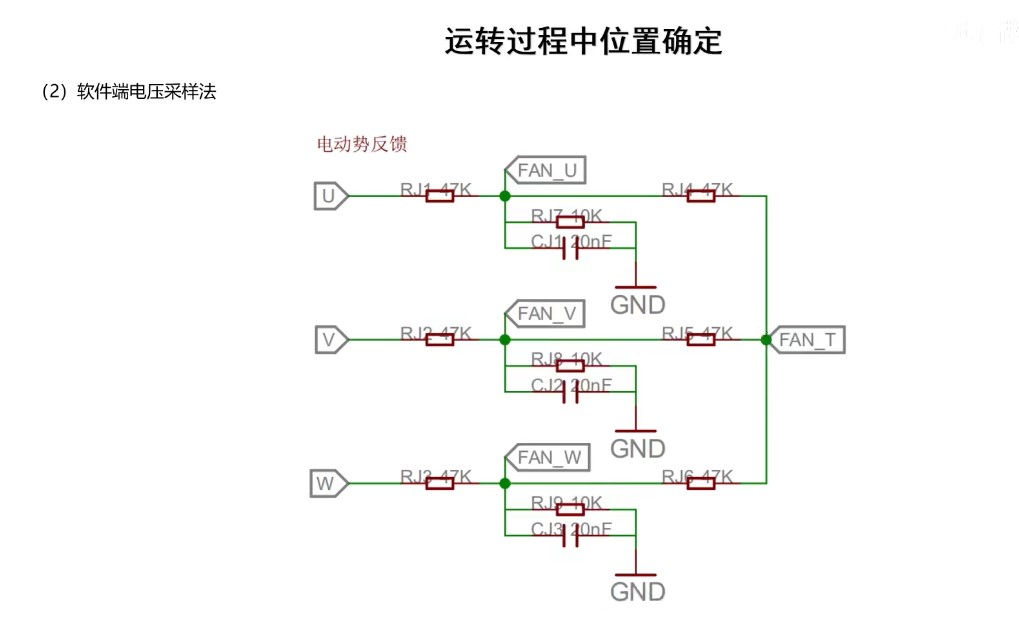 运转过程中位置确定
（2）软件端电压采样法
电动势反馈
FAN_U
U
RJ1 47K
RJ4 47K
RJ7 10K
CJ1 20nF
GND
FAN_V
V
RJ2 47K
RJ5 47K
FAN_T
RJ8 10K
CJ2 20nF
GND
FAN_W
W
RJ3 47K
RJ6 47K
RJ9 10K
CJ3 20nF
GND